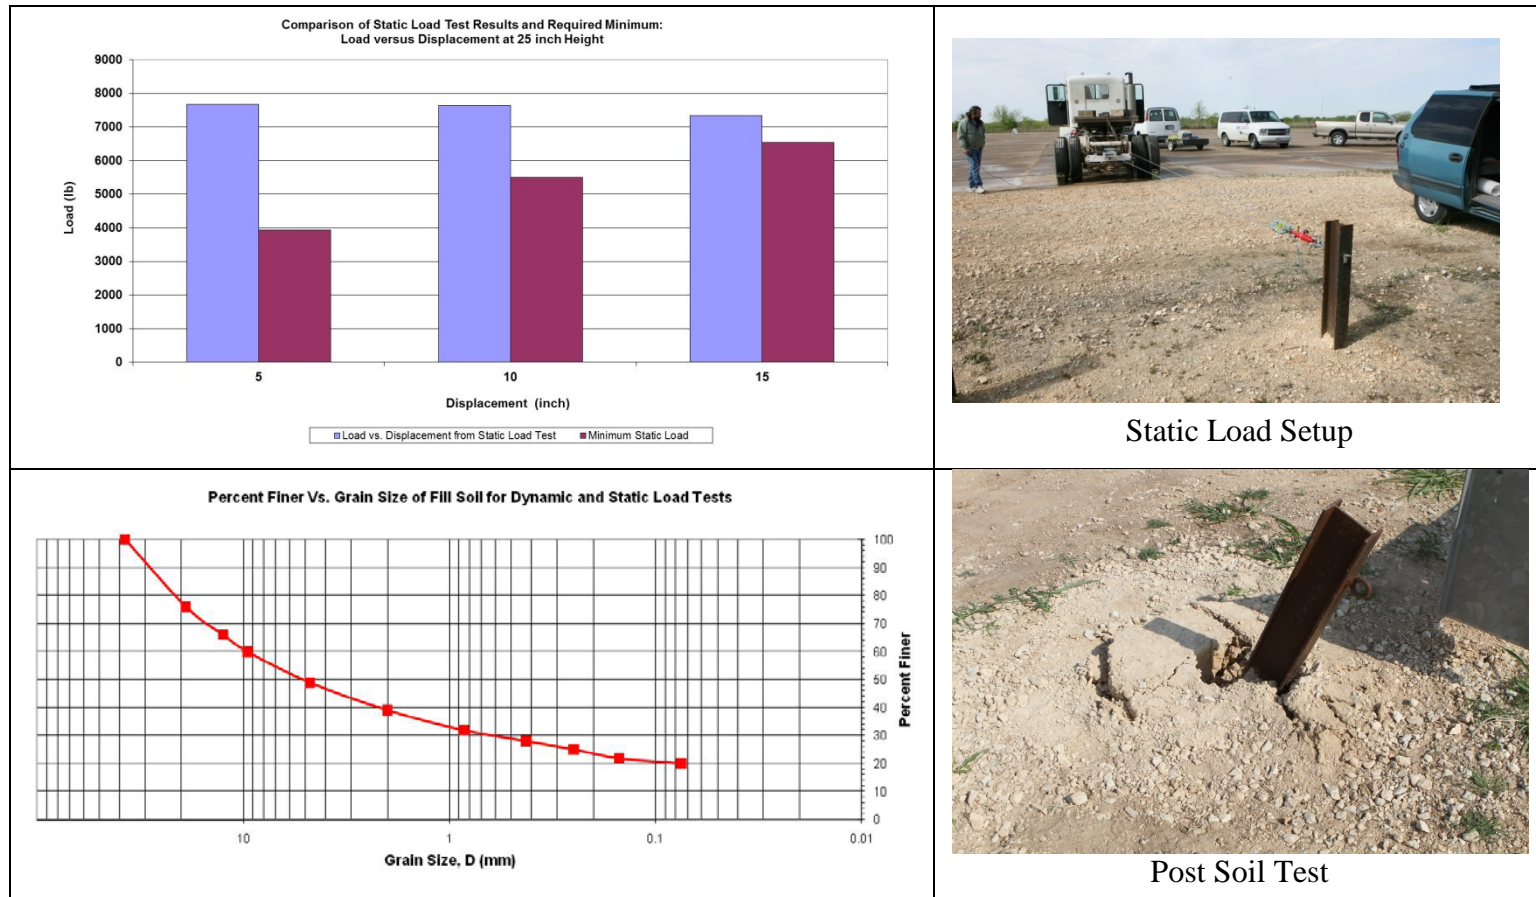 Comparison of Static Load Test Results and Required Minimum:
Load versus Displacement at 25 inch Height
9000
8000
7000
6000
5000
4000
3000
2000
1000
0
Load (lb)
5 10 15
Displacement (inch)
Load vs. Displacement from Static Load Test Minimum Static Load
Static Load Setup
Percent Finer Vs. Grain Size of Fill Soil for Dynamic and Static Load Tests
100
90
80
70
60
50
40
30
20
10
0
Percent Finer
10 1 0.1 0.01
Grain Size, D (mm)
Post Soil Test